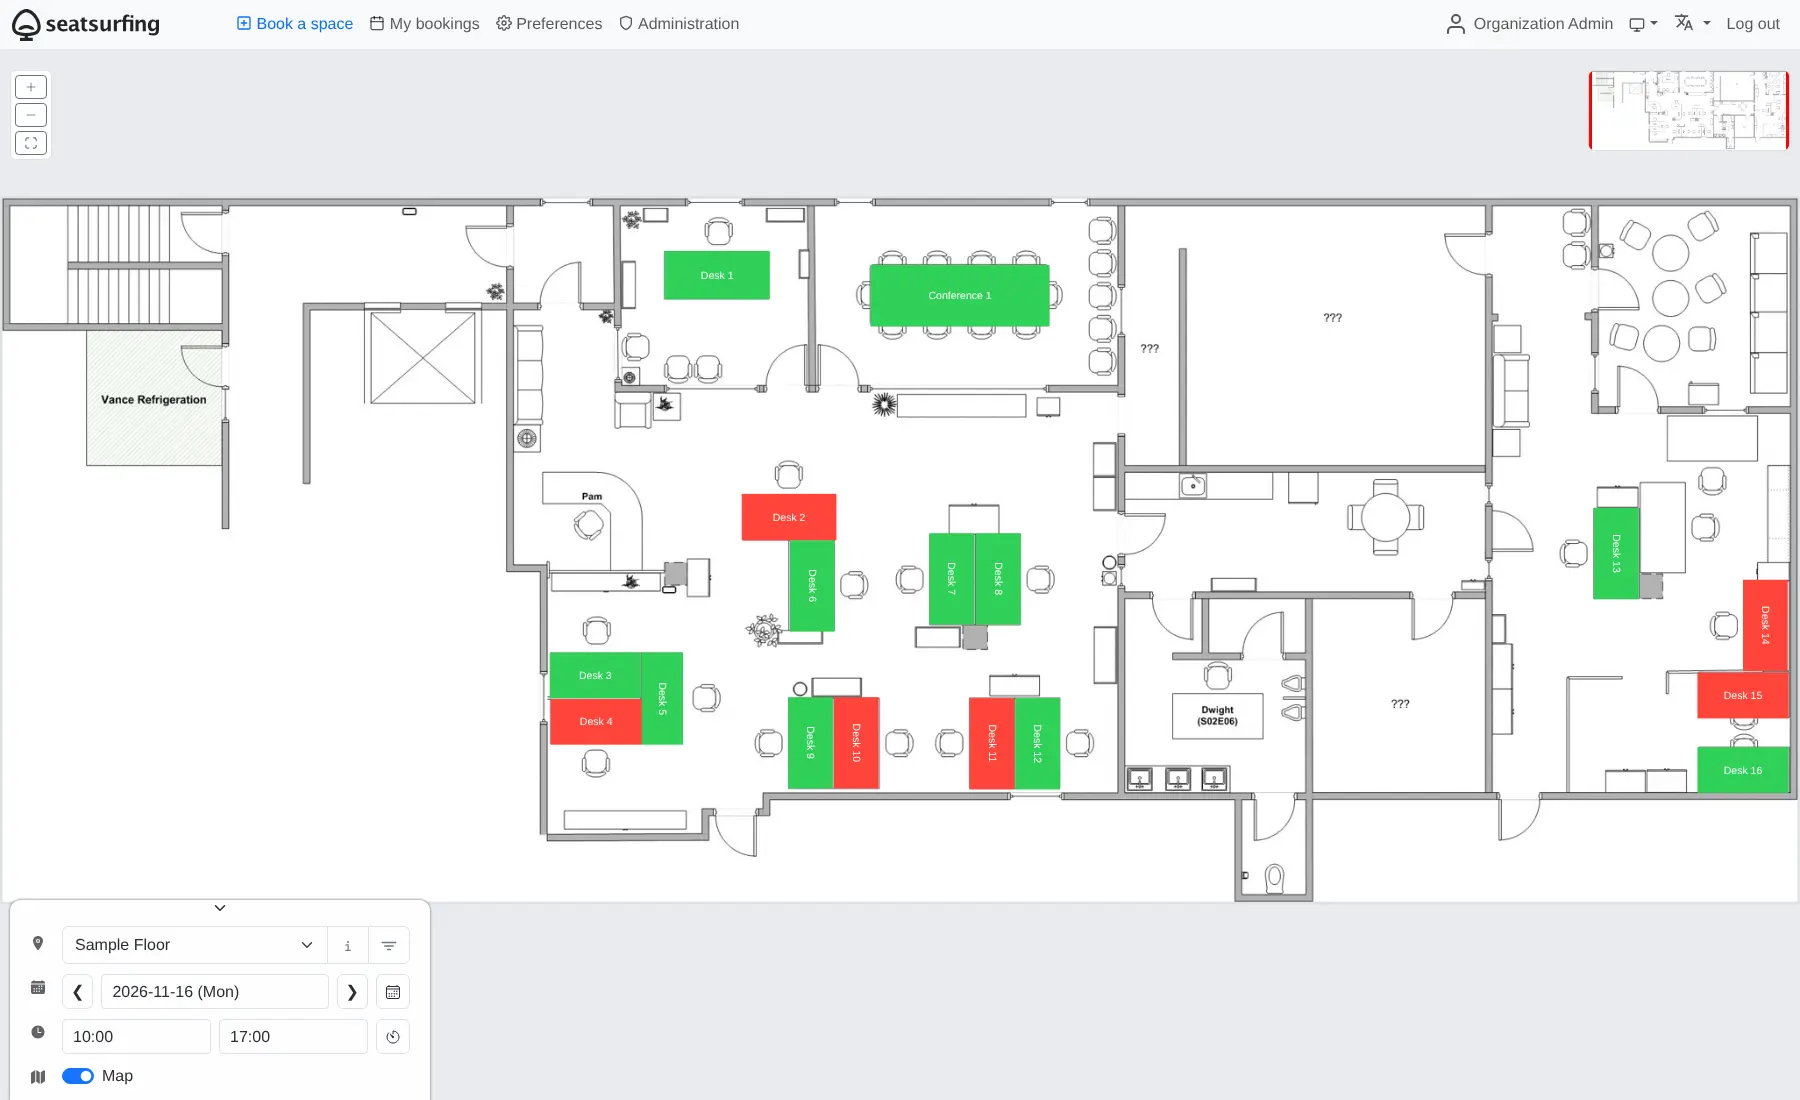 seatsurfing
Book a space
My bookings
Preferences
Administration
Organization Admin
Log out
Desk 1
Conference 1
???
???
Vance Refrigeration
Pam
Desk 2
Desk 6
Desk 7
Desk 8
Desk 13
Desk 14
Desk 3
Desk 4
Desk 5
Desk 9
Desk 10
Desk 11
Desk 12
Dwight
(S02E06)
???
Desk 15
Desk 16
Sample Floor
i
2026-11-16 (Mon)
10:00
17:00
Map